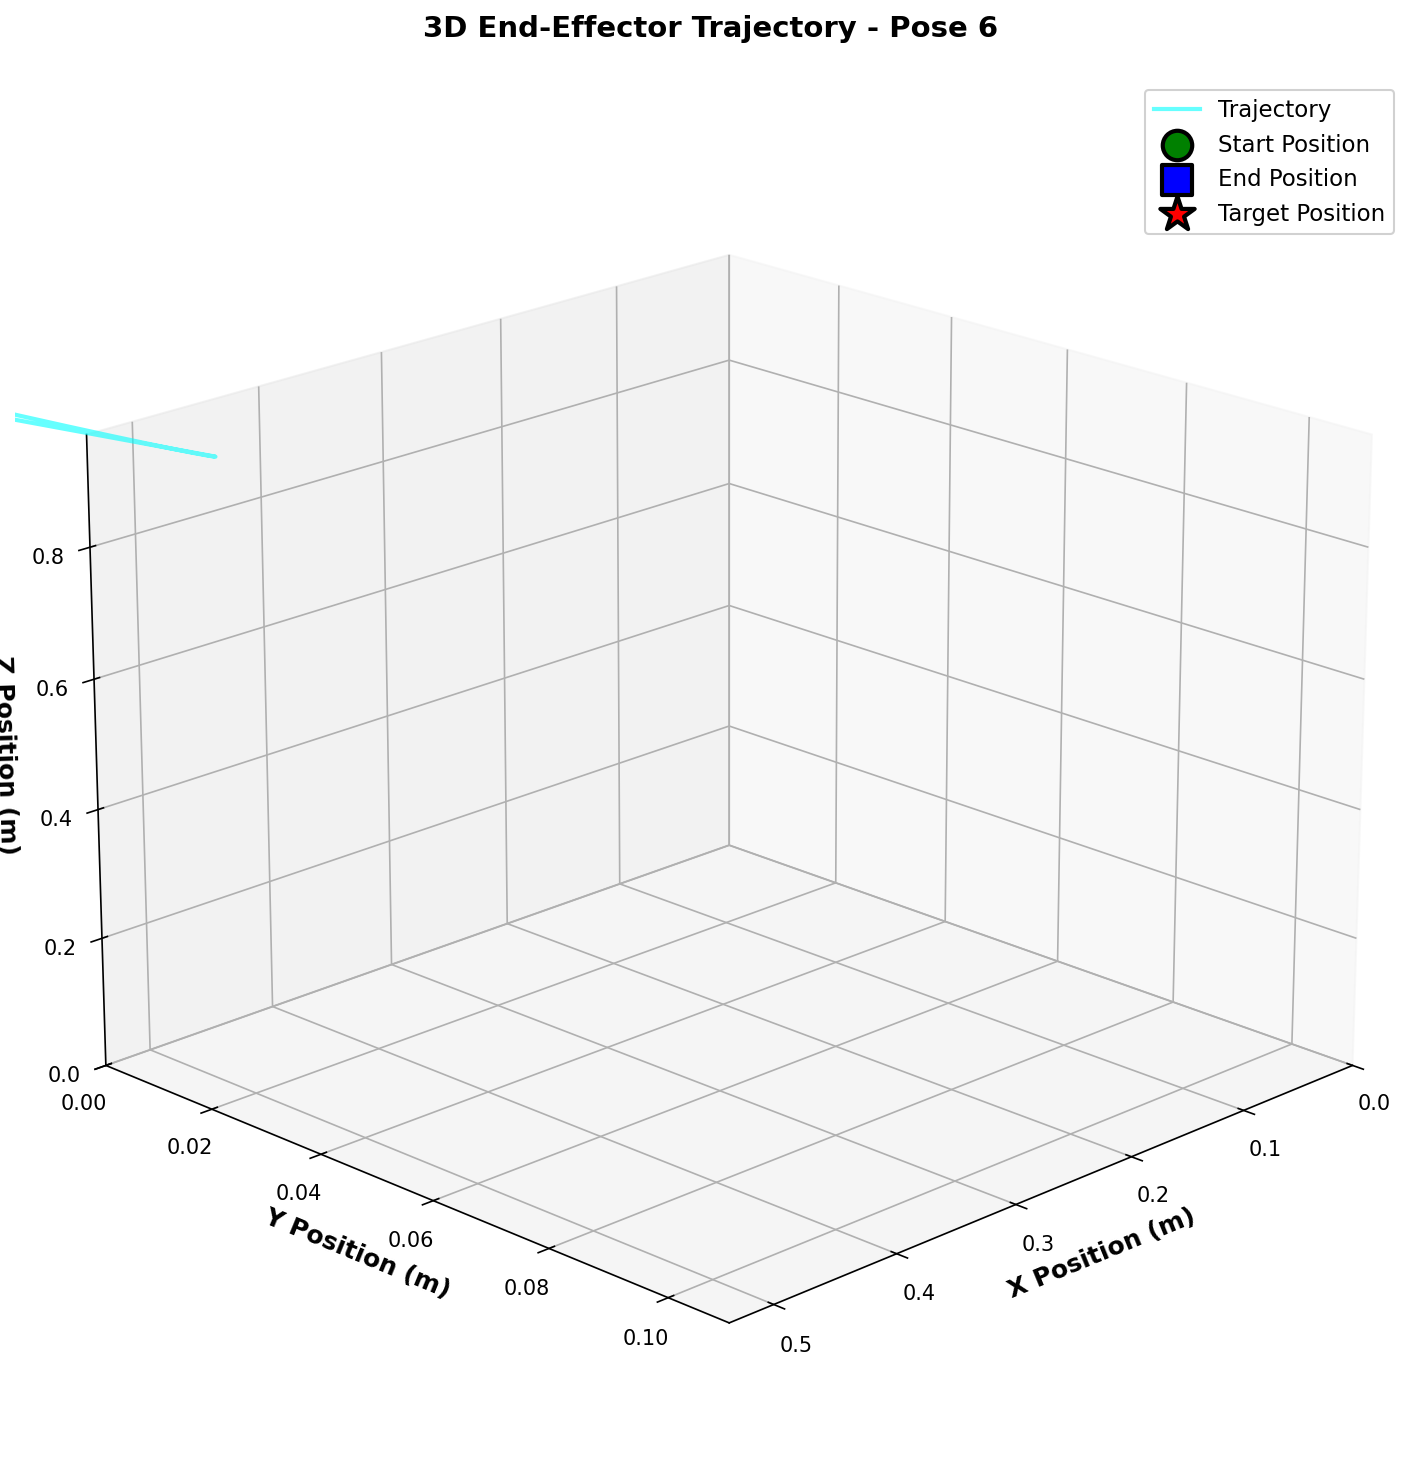 3D End-Effector Trajectory - Pose 6
Trajectory
Start Position
End Position
Target Position
0.8
0.6
0.4
0.2
0.0
Z Position (m)
0.00
0.02
0.04
0.06
0.08
0.10
Y Position (m)
0.0
0.1
0.2
0.3
0.4
0.5
X Position (m)